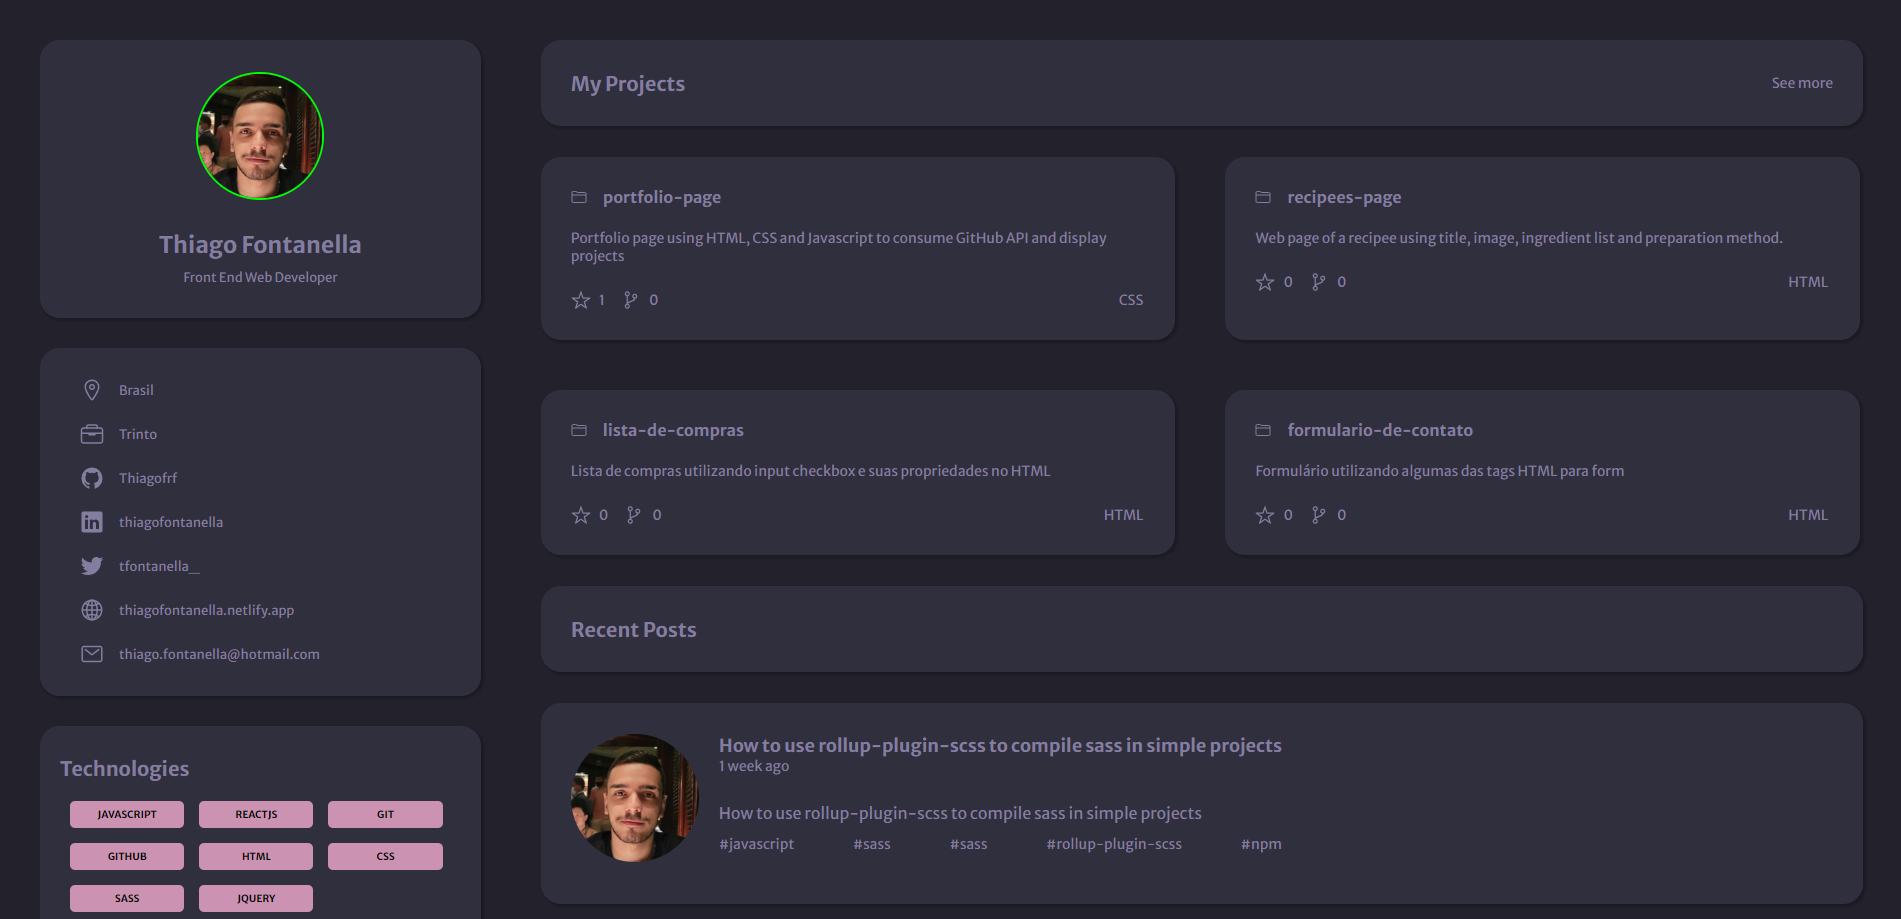 Thiago Fontanella
Front End Web Developer
Brasil
Trinto
Thiagofrf
thiagofontanella
tfontanella__
thiagofontanella.netlify.app
thiago.fontanella@hotmail.com
Technologies
JAVASCRIPT REACTJS GIT
GITHUB HTML CSS
SASS JQUERY
My Projects See more
portfolio-page
Portfolio page using HTML, CSS and Javascript to consume GitHub API and display
projects
1 0 CSS
recipees-page
Web page of a recipee using title, image, ingredient list and preparation method.
0 0 HTML
lista-de-compras
Lista de compras utilizando input checkbox e suas propriedades no HTML
0 0 HTML
formulario-de-contato
Formulário utilizando algumas das tags HTML para form
0 0 HTML
Recent Posts
How to use rollup-plugin-scss to compile sass in simple projects
1 week ago
How to use rollup-plugin-scss to compile sass in simple projects
#javascript #sass #sass #rollup-plugin-scss #npm